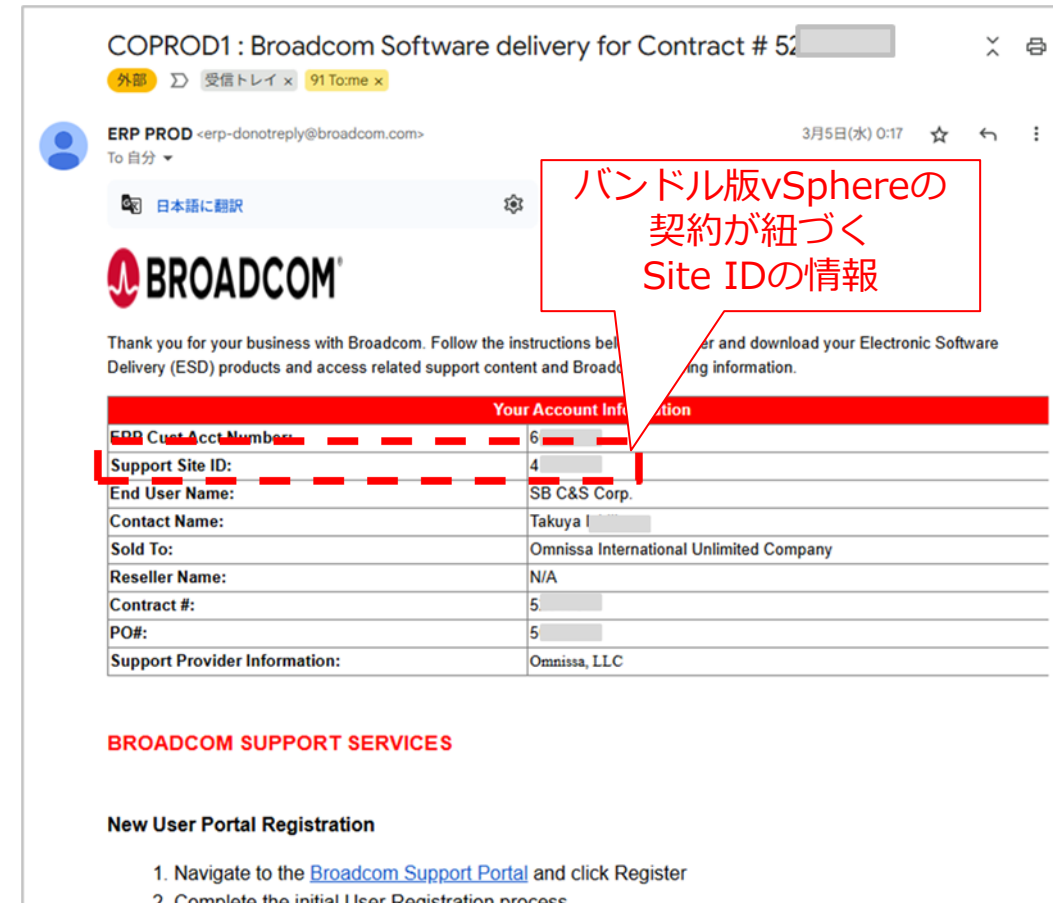 COPROD1 : Broadcom Software delivery for Contract # 52
外部 受信トレイ × 91 To:me ×
ERP PROD <erp-donotreply@broadcom.com> 3月5日(水) 0:17
To 自分
日本語に翻訳
バンドル版vSphereの
契約が紐づく
Site IDの情報
BROADCOM
Thank you for your business with Broadcom. Follow the instructions and download your Electronic Software
Delivery (ESD) products and access related support content and information.
Your Account Information
ERP Cust Acct Number: 6
Support Site ID: 4
End User Name: SB C&S Corp.
Contact Name: Takuya
Sold To: Omnissa International Unlimited Company
Reseller Name: N/A
Contract #: 5
PO#: 5
Support Provider Information: Omnissa, LLC
BROADCOM SUPPORT SERVICES
New User Portal Registration
1. Navigate to the Broadcom Support Portal and click Register
2. Complete the initial User Registration process